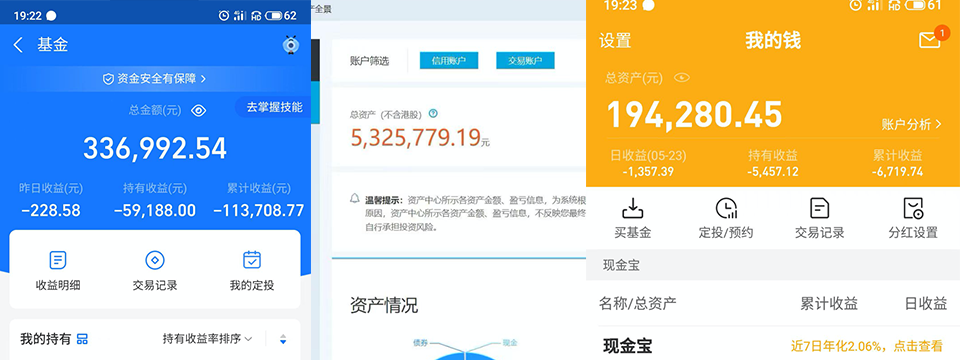 19:22 62
基金
资金安全有保障 >
总金额(元) 去掌握技能
336,992.54
昨日收益(元) 持有收益(元) 累计收益(元)
-228.58 -59,188.00 -113,708.77
收益明细 交易记录 我的定投
我的持有 持有收益率排序
产全景
账户筛选 信用账户 交易账户
总资产（不含港股） ?
5,325,779.19元
温馨提示：资产中心所示各资产金额、盈亏信息，为系统根
原因，资产中心所示各资产金额、盈亏信息，不反映您最终
自行承担投资风险。
资产情况
债券 现金
19:23 61
设置 我的钱 1
总资产(元)
194,280.45
账户分析 >
日收益(05-23) 持有收益 累计收益
-1,357.39 -5,457.12 -6,719.74
买基金 定投/预约 交易记录 分红设置
现金宝
名称/总资产 累计收益 日收益
现金宝 近7日年化2.06%，点击查看